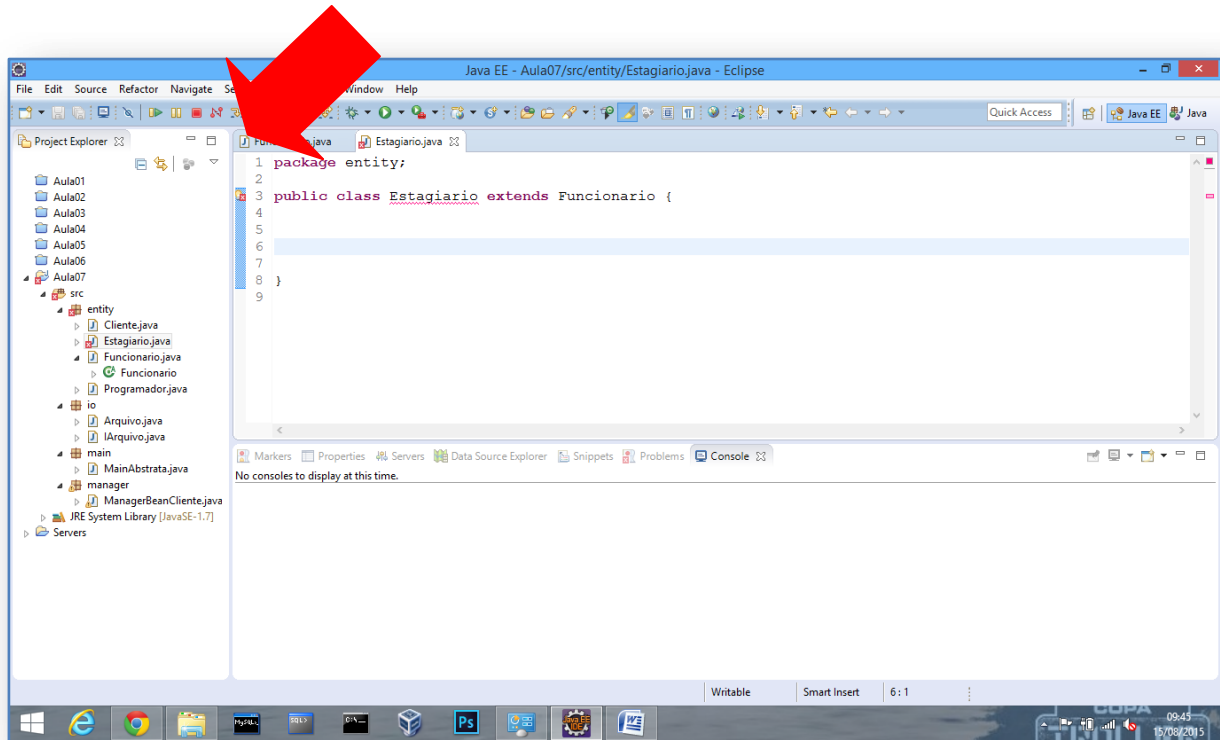 Java EE - Aula07/src/entity/Estagiario.java - Eclipse
File Edit Source Refactor Navigate Window Help
Quick Access Java EE Java
Project Explorer
Aula01
Aula02
Aula03
Aula04
Aula05
Aula06
Aula07
src
entity
Cliente.java
Estagiario.java
Funcionario.java
Funcionario
Programador.java
io
Arquivo.java
IArquivo.java
main
MainAbstrata.java
manager
ManagerBeanCliente.java
JRE System Library [JavaSE-1.7]
Servers
Estagiario.java
1 package entity;
2
3 public class Estagiario extends Funcionario {
4
5
6
7
8 }
9
Markers Properties Servers Data Source Explorer Snippets Problems Console
No consoles to display at this time.
Writable Smart Insert 6 : 1
Ps
09:45
15/08/2015